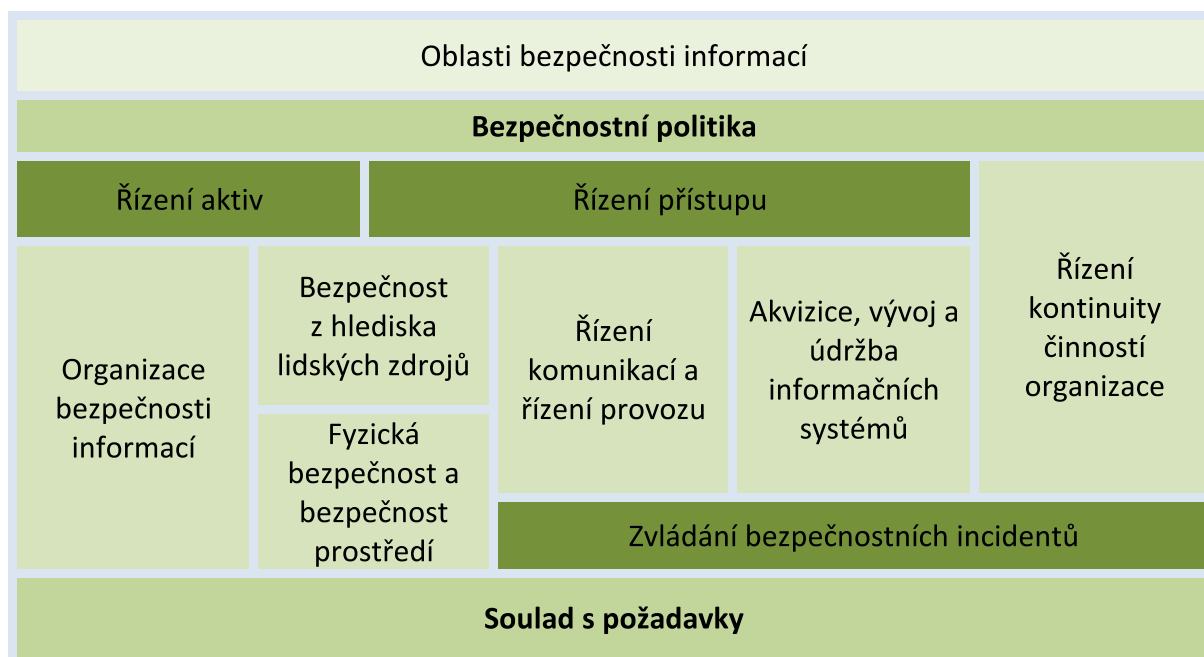 Oblasti bezpečnosti informací
Bezpečnostní politika
Řízení aktiv
Řízení přístupu
Organizace
bezpečnosti
informací
Bezpečnost
z hlediska
lidských zdrojů
Fyzická
bezpečnost a
bezpečnost
prostředí
Řízení
komunikací a
řízení provozu
Akvizice, vývoj a
údržba
informačních
systémů
Řízení
kontinuity
činností
organizace
Zvládání bezpečnostních incidentů
Soulad s požadavky